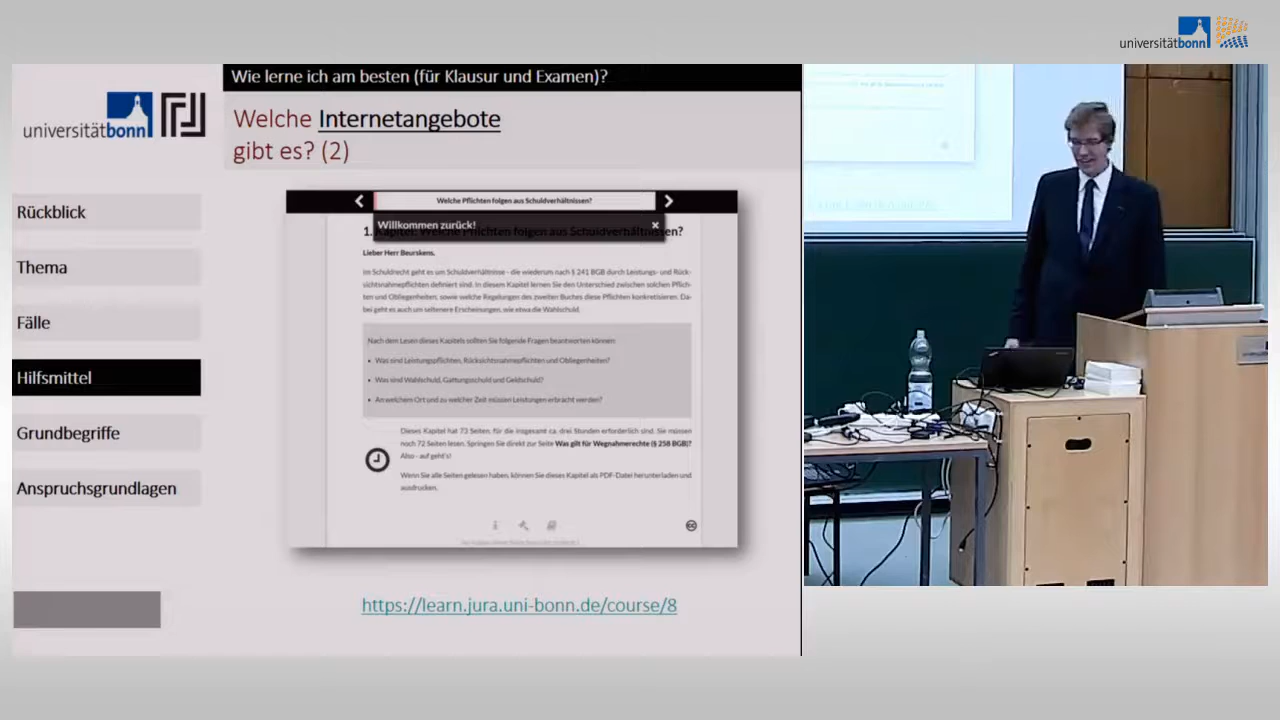 universitätbonn
Wie lerne ich am besten (für Klausur und Examen)?
universitätbonn
Welche Internetangebote
gibt es? (2)
Rückblick
Thema
Fälle
Hilfsmittel
Grundbegriffe
Anspruchsgrundlagen
Welche Pflichten folgen aus Schuldverhältnissen?
Willkommen zurück!
1. Kapitel: Welche Pflichten folgen aus Schuldverhältnissen?
Lieber Herr Beurskens,
im Schuldrecht geht es um Schuldverhältnisse - die wiederum nach § 241 BGB durch Leistungs- und Rück-
sichtsnahmepflichten definiert sind. In diesem Kapitel lernen Sie den Unterschied zwischen solchen Pflich-
ten und Obliegenheiten, sowie welche Regelungen des zweiten Buches diese Pflichten konkretisieren. Da-
bei geht es auch um seltenere Erscheinungen, wie etwa die Wahlschuld.
Nach dem Lesen dieses Kapitels sollten Sie folgende Fragen beantworten können:
• Was sind Leistungspflichten, Rücksichtsnahmepflichten und Obliegenheiten?
• Was sind Wahlschuld, Gattungsschuld und Geldschuld?
• An welchem Ort und zu welcher Zeit müssen Leistungen erbracht werden?
Dieses Kapitel hat 73 Seiten, für die insgesamt ca. drei Stunden erforderlich sind. Sie müssen
noch 72 Seiten lesen. Springen Sie direkt zur Seite Was gilt für Wegnahmerechte (§ 258 BGB)?
Also - auf geht's!
Wenn Sie alle Seiten gelesen haben, können Sie dieses Kapitel als PDF-Datei herunterladen und
ausdrucken.
https://learn.jura.uni-bonn.de/course/8